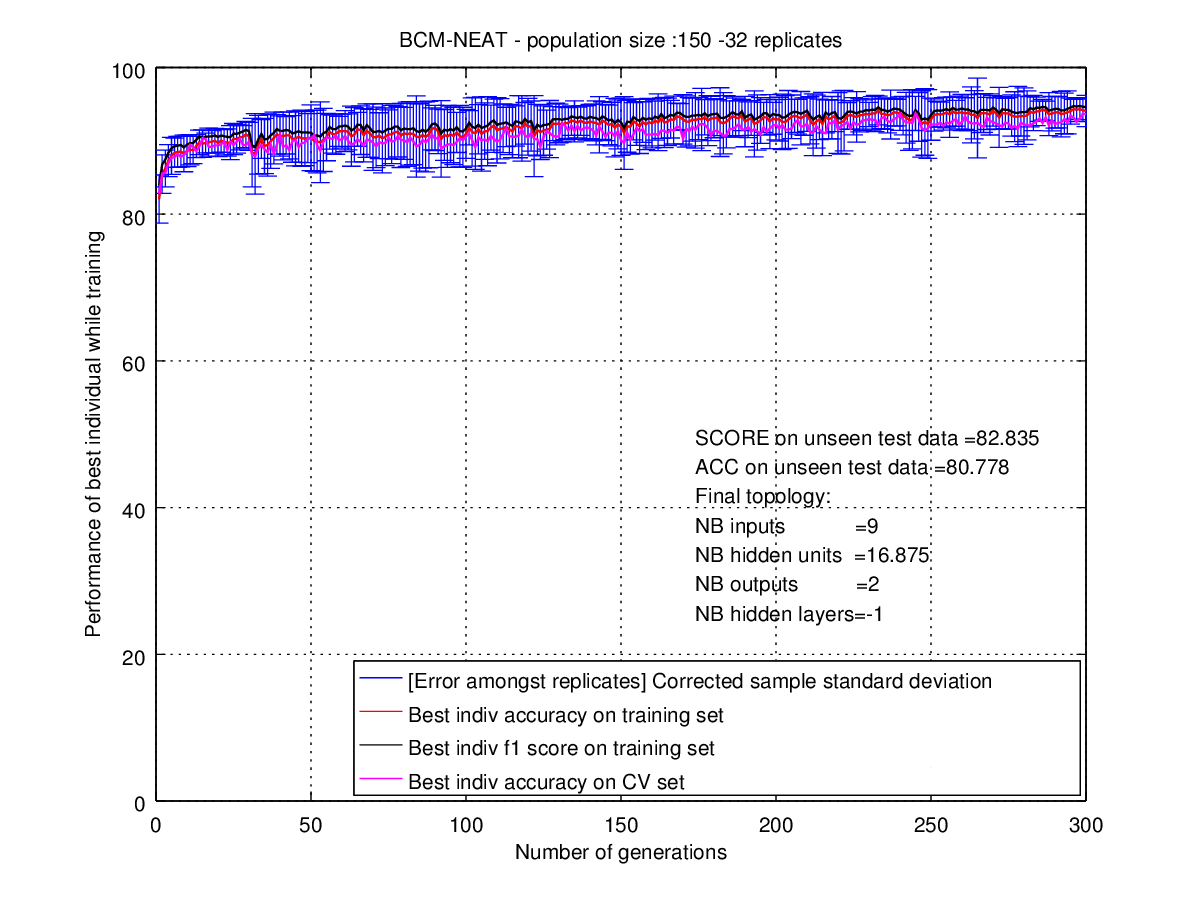 BCM-NEAT - population size :150 -32 replicates
Performance of best individual while training
100
80
60
40
20
0
SCORE on unseen test data =82.835
ACC on unseen test data =80.778
Final topology:
NB inputs =9
NB hidden units =16.875
NB outputs =2
NB hidden layers=-1
[Error amongst replicates] Corrected sample standard deviation
Best indiv accuracy on training set
Best indiv f1 score on training set
Best indiv accuracy on CV set
0 50 100 150 200 250 300
Number of generations